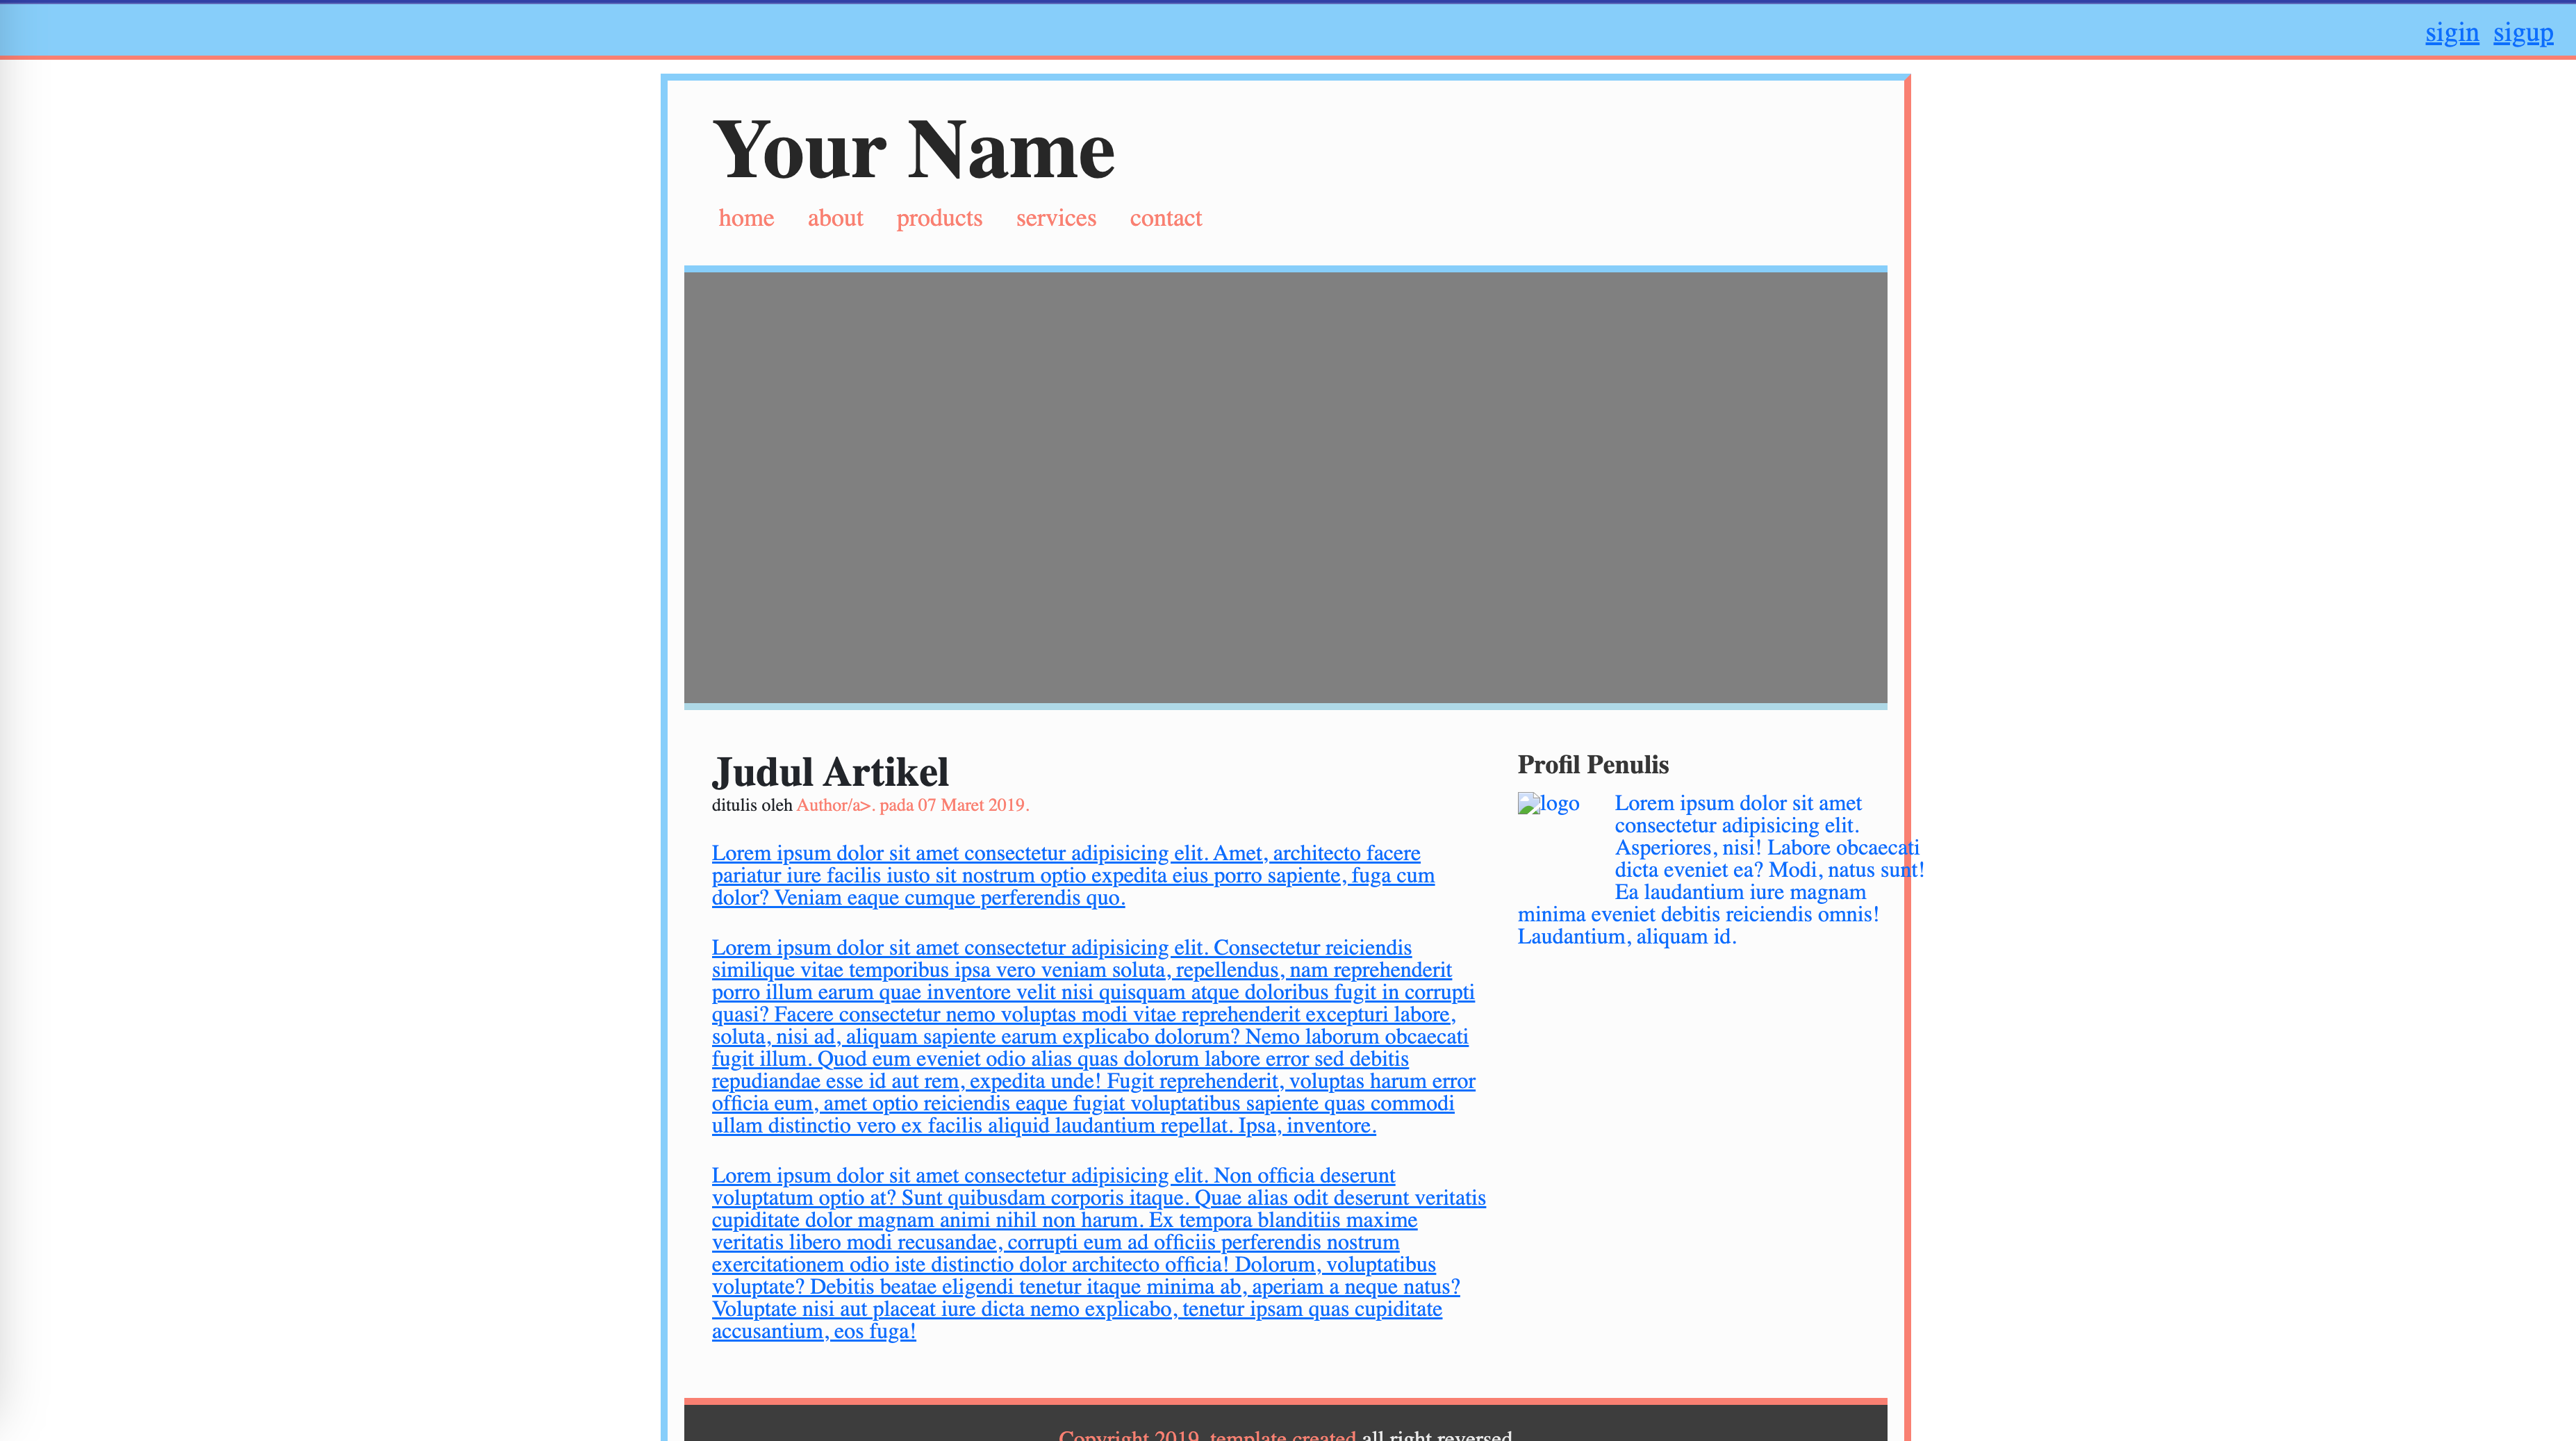 sigin sigup
Your Name
home about products services contact
Judul Artikel
ditulis oleh Author/a>. pada 07 Maret 2019.
Lorem ipsum dolor sit amet consectetur adipisicing elit. Amet, architecto facere
pariatur iure facilis iusto sit nostrum optio expedita eius porro sapiente, fuga cum
dolor? Veniam eaque cumque perferendis quo.
Lorem ipsum dolor sit amet consectetur adipisicing elit. Consectetur reiciendis
similique vitae temporibus ipsa vero veniam soluta, repellendus, nam reprehenderit
porro illum earum quae inventore velit nisi quisquam atque doloribus fugit in corrupti
quasi? Facere consectetur nemo voluptas modi vitae reprehenderit excepturi labore,
soluta, nisi ad, aliquam sapiente earum explicabo dolorum? Nemo laborum obcaecati
fugit illum. Quod eum eveniet odio alias quas dolorum labore error sed debitis
repudiandae esse id aut rem, expedita unde! Fugit reprehenderit, voluptas harum error
officia eum, amet optio reiciendis eaque fugiat voluptatibus sapiente quas commodi
ullam distinctio vero ex facilis aliquid laudantium repellat. Ipsa, inventore.
Lorem ipsum dolor sit amet consectetur adipisicing elit. Non officia deserunt
voluptatum optio at? Sunt quibusdam corporis itaque. Quae alias odit deserunt veritatis
cupiditate dolor magnam animi nihil non harum. Ex tempora blanditiis maxime
veritatis libero modi recusandae, corrupti eum ad officiis perferendis nostrum
exercitationem odio iste distinctio dolor architecto officia! Dolorum, voluptatibus
voluptate? Debitis beatae eligendi tenetur itaque minima ab, aperiam a neque natus?
Voluptate nisi aut placeat iure dicta nemo explicabo, tenetur ipsam quas cupiditate
accusantium, eos fuga!
Profil Penulis
logo
Lorem ipsum dolor sit amet
consectetur adipisicing elit.
Asperiores, nisi! Labore obcaecati
dicta eveniet ea? Modi, natus sunt!
Ea laudantium iure magnam
minima eveniet debitis reiciendis omnis!
Laudantium, aliquam id.
Copyright 2019. template created all right reversed